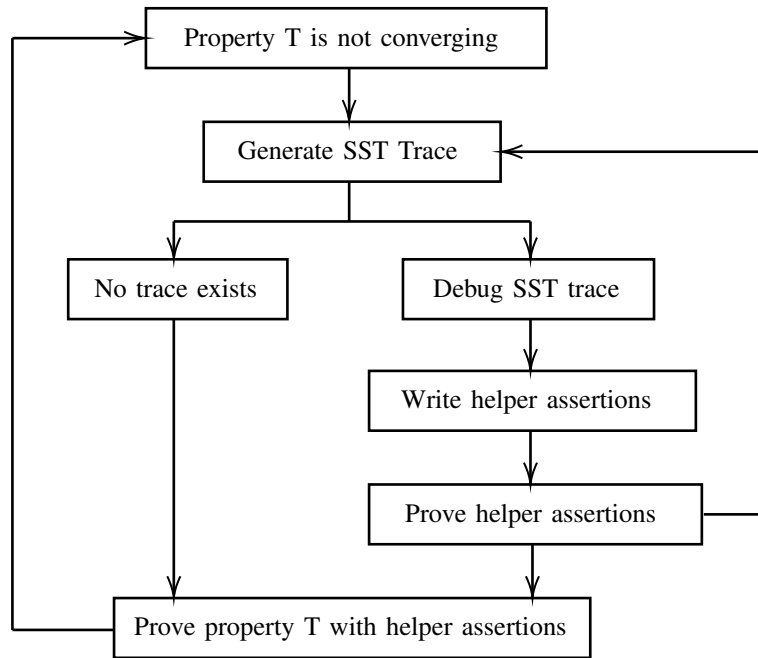 Property T is not converging
Generate SST Trace
No trace exists
Debug SST trace
Write helper assertions
Prove helper assertions
Prove property T with helper assertions